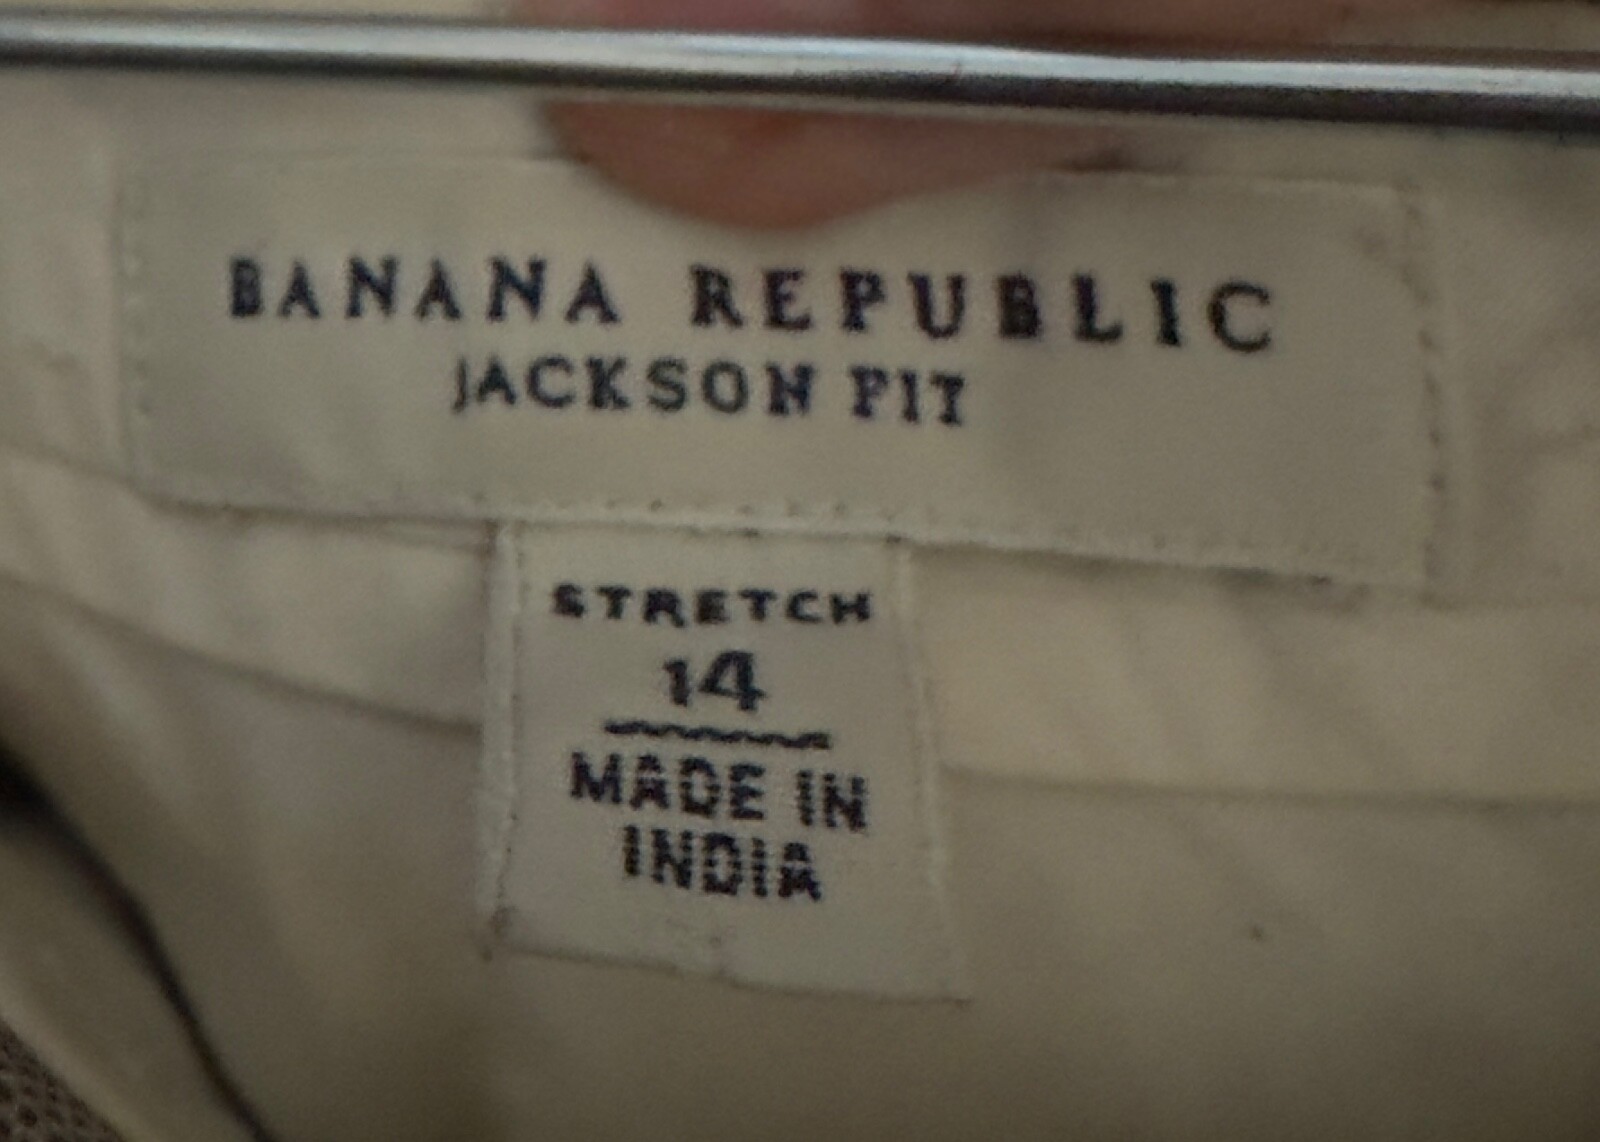 BANANA REPUBLIC
JACKSON FIT
STRETCH
14
MADE IN
INDIA